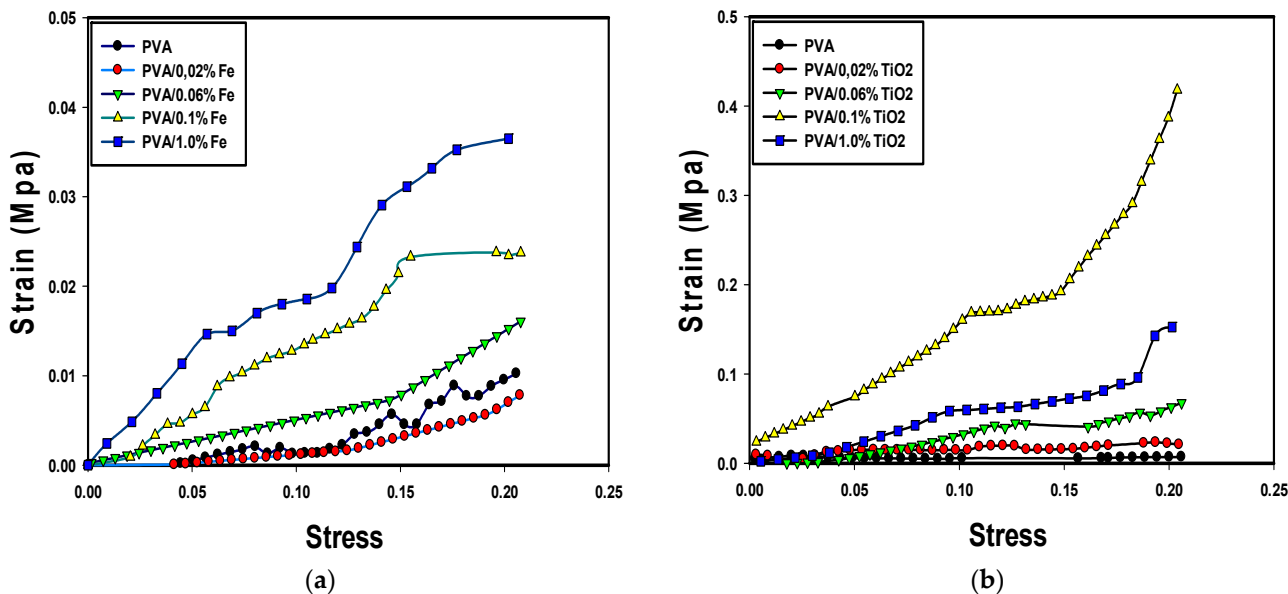 0.05
0.04
0.03
0.02
0.01
0.00
Strain (Mpa)
PVA
PVA/0,02% Fe
PVA/0.06% Fe
PVA/0.1% Fe
PVA/1.0% Fe
0.00 0.05 0.10 0.15 0.20 0.25
Stress
(a)
0.5
0.4
0.3
0.2
0.1
0.0
Strain (Mpa)
PVA
PVA/0,02% TiO2
PVA/0.06% TiO2
PVA/0.1% TiO2
PVA/1.0% TiO2
0.00 0.05 0.10 0.15 0.20 0.25
Stress
(b)